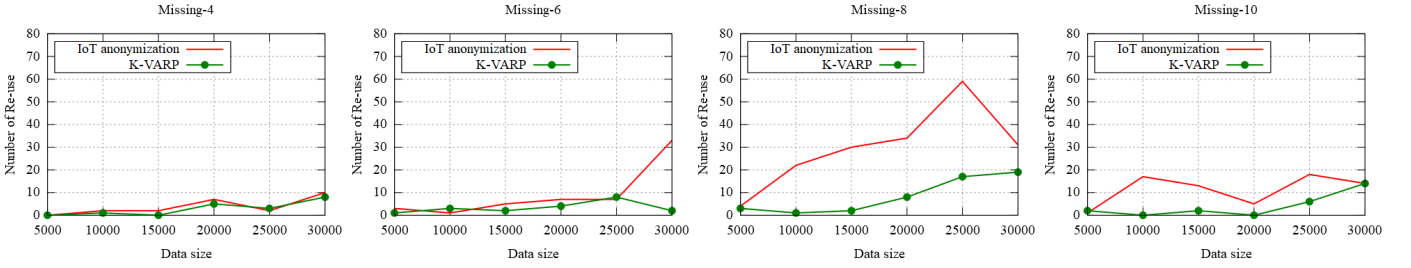 Missing-4
Number of Re-use
80
70
60
50
40
30
20
10
0
IoT anonymization
K-VARP
5000 10000 15000 20000 25000 30000
Data size
Missing-6
Number of Re-use
80
70
60
50
40
30
20
10
0
IoT anonymization
K-VARP
5000 10000 15000 20000 25000 30000
Data size
Missing-8
Number of Re-use
80
70
60
50
40
30
20
10
0
IoT anonymization
K-VARP
5000 10000 15000 20000 25000 30000
Data size
Missing-10
Number of Re-use
80
70
60
50
40
30
20
10
0
IoT anonymization
K-VARP
5000 10000 15000 20000 25000 30000
Data size